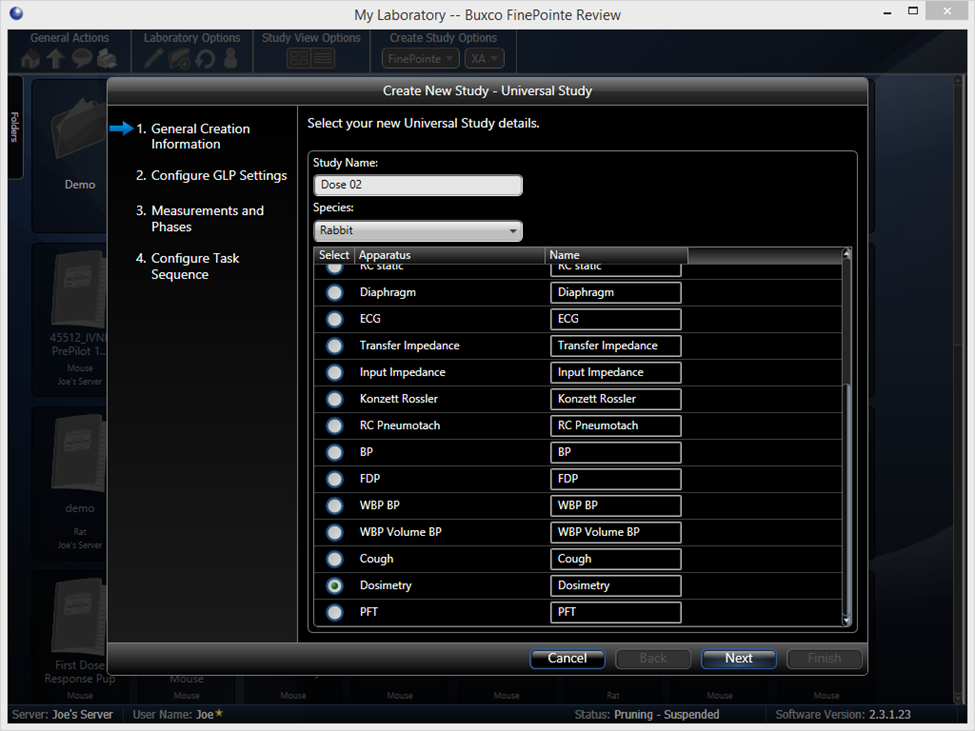 My Laboratory -- Buxco FinePointe Review
General Actions
Laboratory Options
Study View Options
Create Study Options
FinePointe
XA
Folders
Demo
45512_IVNI
PrePilot 1...
Mouse
Joe's Server
demo
Rat
Joe's Server
First Dose
Response Pup
Mouse
Create New Study - Universal Study
1. General Creation
Information
2. Configure GLP Settings
3. Measurements and
Phases
4. Configure Task
Sequence
Select your new Universal Study details.
Study Name:
Dose 02
Species:
Rabbit
Select Apparatus Name
RC static RC static
Diaphragm Diaphragm
ECG ECG
Transfer Impedance Transfer Impedance
Input Impedance Input Impedance
Konzett Rossler Konzett Rossler
RC Pneumotach RC Pneumotach
BP BP
FDP FDP
WBP BP WBP BP
WBP Volume BP WBP Volume BP
Cough Cough
Dosimetry Dosimetry
PFT PFT
Cancel Back Next Finish
Mouse
Mouse Mouse Mouse Mouse Rat Mouse Mouse
Server: Joe's Server User Name: Joe* Status: Pruning - Suspended Software Version: 2.3.1.23